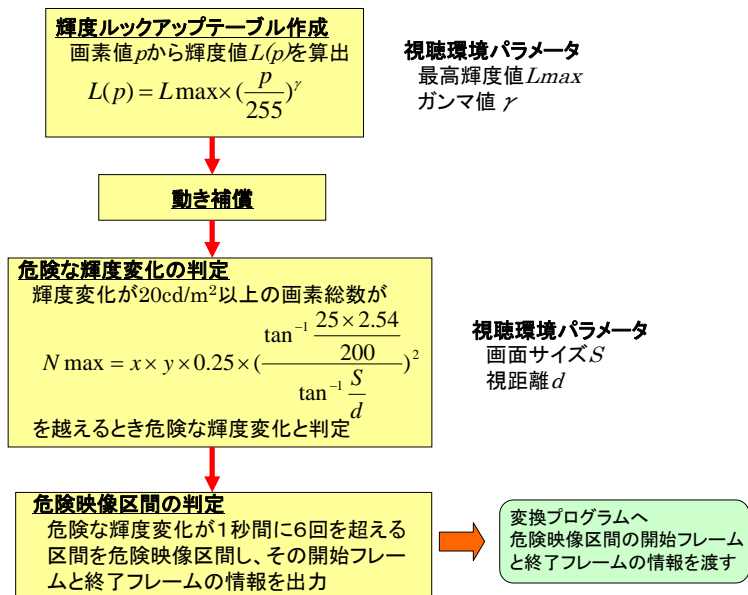 輝度ルックアップテーブル作成
画素値pから輝度値L(p)を算出
L(p) = L max× (p/255)^γ
視聴環境パラメータ
最高輝度値Lmax
ガンマ値 γ
動き補償
危険な輝度変化の判定
輝度変化が20cd/m²以上の画素総数が
N max = x × y × 0.25 × (tan⁻¹ (25 × 2.54/200) / tan⁻¹ (S/d))²
を越えるとき危険な輝度変化と判定
視聴環境パラメータ
画面サイズS
視距離d
危険映像区間の判定
危険な輝度変化が1秒間に6回を超える
区間を危険映像区間し、その開始フレー
ムと終了フレームの情報を出力
変換プログラムへ
危険映像区間の開始フレーム
と終了フレームの情報を渡す